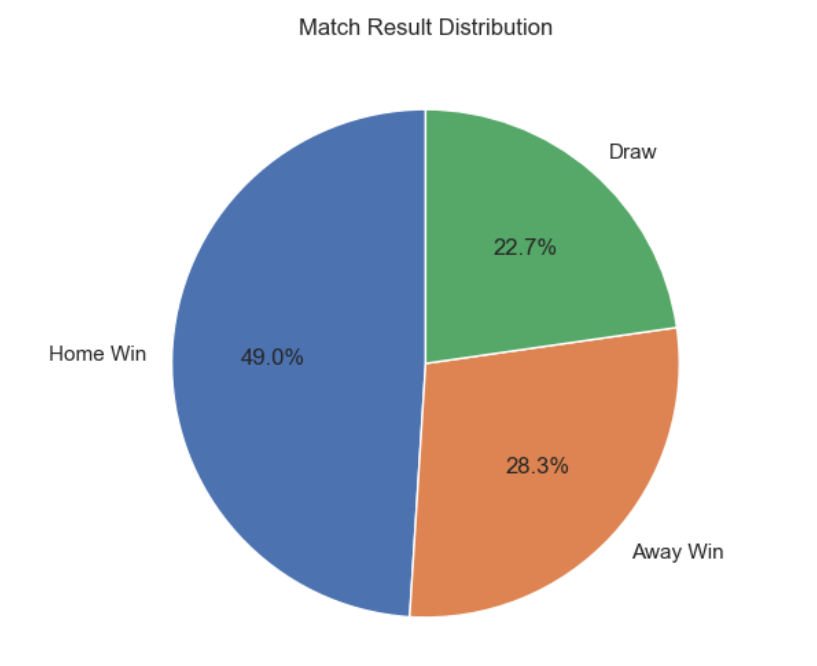 Match Result Distribution
Draw
22.7%
Home Win
49.0%
28.3%
Away Win